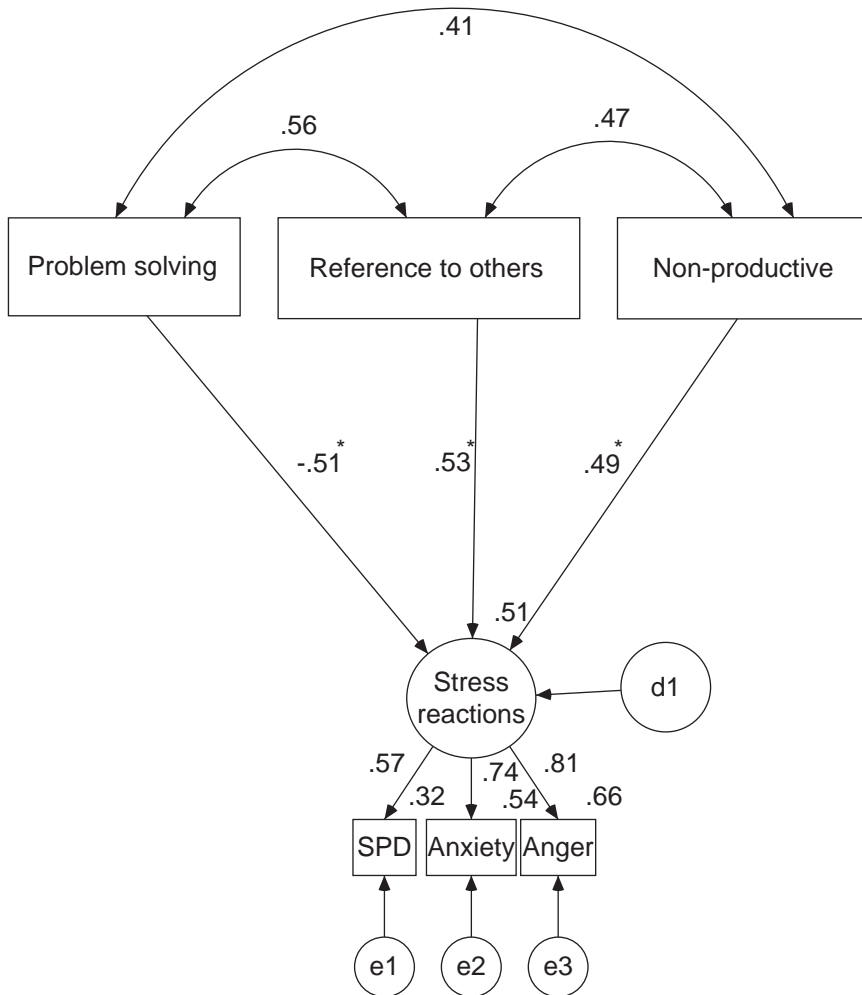 .41
.56
.47
Problem solving
Reference to others
Non-productive
-.51*
.53*
.49*
.51
Stress
reactions
d1
.57
.74
.81
.32
.54
.66
SPD
Anxiety
Anger
e1
e2
e3